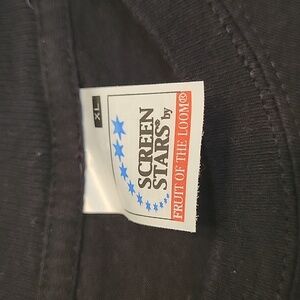 XL
SCREEN
STARS® by
FRUIT OF THE LOOM®